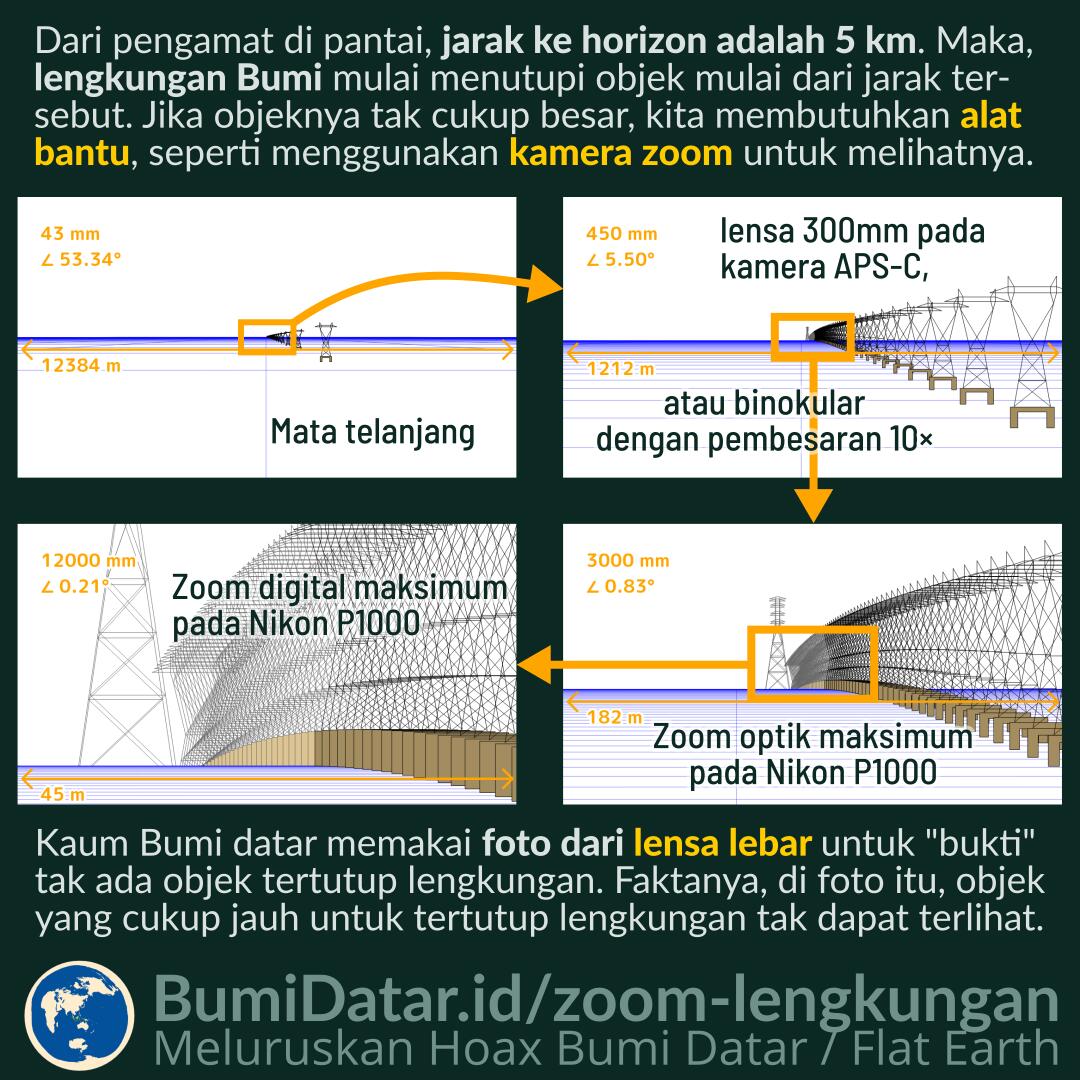 Dari pengamat di pantai, jarak ke horizon adalah 5 km. Maka,
lengkungan Bumi mulai menutupi objek mulai dari jarak ter-
sebut. Jika objeknya tak cukup besar, kita membutuhkan alat
bantu, seperti menggunakan kamera zoom untuk melihatnya.
43 mm
∠ 53.34°
12384 m
Mata telanjang
450 mm
∠ 5.50°
lensa 300mm pada
kamera APS-C,
1212 m
atau binokular
dengan pembesaran 10×
12000 mm
∠ 0.21°
Zoom digital maksimum
pada Nikon P1000
45 m
3000 mm
∠ 0.83°
182 m
Zoom optik maksimum
pada Nikon P1000
Kaum Bumi datar memakai foto dari lensa lebar untuk "bukti"
tak ada objek tertutup lengkungan. Faktanya, di foto itu, objek
yang cukup jauh untuk tertutup lengkungan tak dapat terlihat.
BumiDatar.id/zoom-lengkungan
Meluruskan Hoax Bumi Datar / Flat Earth